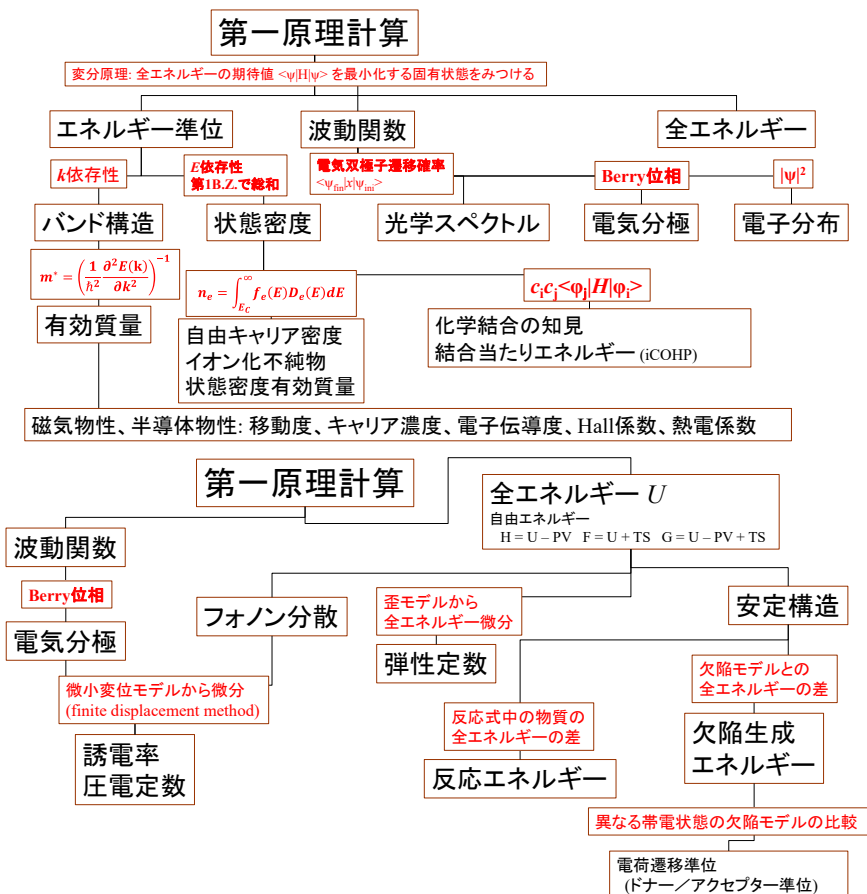 第一原理計算
変分原理: 全エネルギーの期待値 <ψ|H|ψ> を最小化する固有状態をみつける
エネルギー準位
波動関数
全エネルギー
k依存性
E依存性
第1B.Z.で総和
電気双極子遷移確率
<ψfin|x|ψini>
Berry位相
|ψ|²
バンド構造
状態密度
光学スペクトル
電気分極
電子分布
m* = (1/ħ² ∂²E(k)/∂k²)⁻¹
nₑ = ∫_{E_C}^{∞} fₑ(E)Dₑ(E)dE
cᵢcⱼ<φⱼ|H|φᵢ>
有効質量
自由キャリア密度
イオン化不純物
状態密度有効質量
化学結合の知見
結合当たりエネルギー (iCOHP)
磁気物性、半導体物性: 移動度、キャリア濃度、電子伝導度、Hall係数、熱電係数
第一原理計算
全エネルギー U
自由エネルギー
H = U – PV F = U + TS G = U – PV + TS
波動関数
Berry位相
電気分極
フォノン分散
歪モデルから
全エネルギー微分
弾性定数
安定構造
微小変位モデルから微分
(finite displacement method)
誘電率
圧電定数
反応式中の物質の
全エネルギーの差
反応エネルギー
欠陥モデルとの
全エネルギーの差
欠陥生成
エネルギー
異なる帯電状態の欠陥モデルの比較
電荷遷移準位
(ドナー／アクセプター準位)